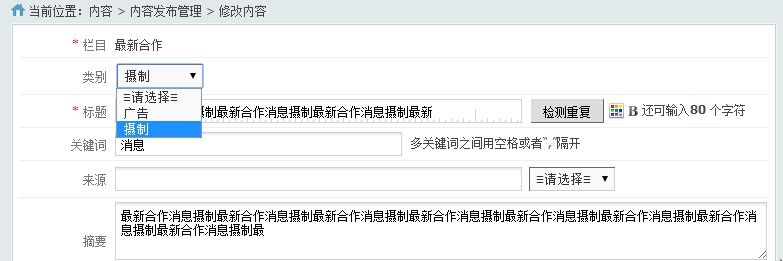 当前位置：内容 > 内容发布管理 > 修改内容
* 栏目 最新合作
类别 摄制
≡请选择≡
广告
摄制
* 标题 摄制最新合作消息摄制最新合作消息摄制最新 检测重复 B 还可输入80 个字符
关键词 消息 多关键词之间用空格或者“,”隔开
来源 ≡请选择≡
摘要 最新合作消息摄制最新合作消息摄制最新合作消息摄制最新合作消息摄制最新合作消息摄制最新合作消息摄制最新合作消
息摄制最新合作消息摄制最